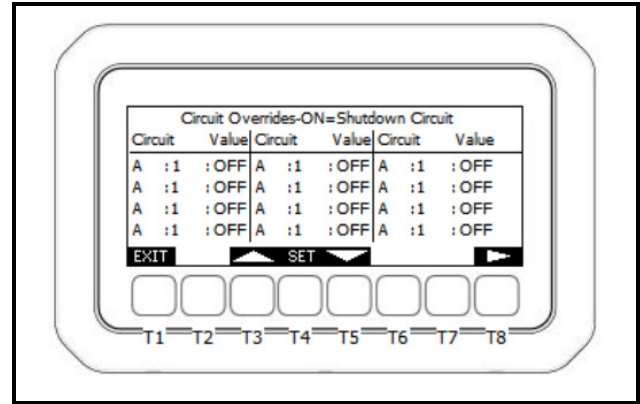 Circuit Overrides-ON=Shutdown Circuit
Circuit Value Circuit Value Circuit Value
A :1 :OFF A :1 :OFF A :1 :OFF
A :1 :OFF A :1 :OFF A :1 :OFF
A :1 :OFF A :1 :OFF A :1 :OFF
A :1 :OFF A :1 :OFF A :1 :OFF
EXIT SET
T1 T2 T3 T4 T5 T6 T7 T8